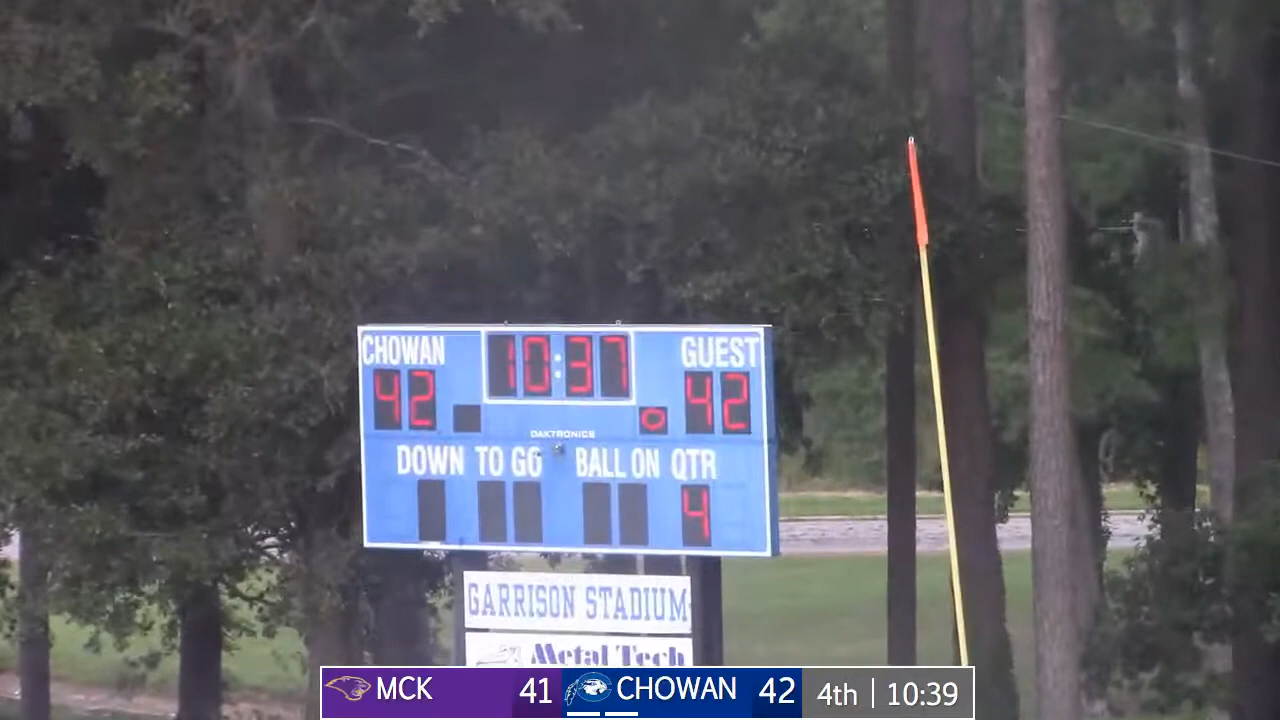 CHOWAN 10:37 GUEST
42 0 42
DAKTRONICS
DOWN TO GO BALL ON QTR
4
GARRISON STADIUM
Metal Tech
MCK 41 CHOWAN 42 4th | 10:39